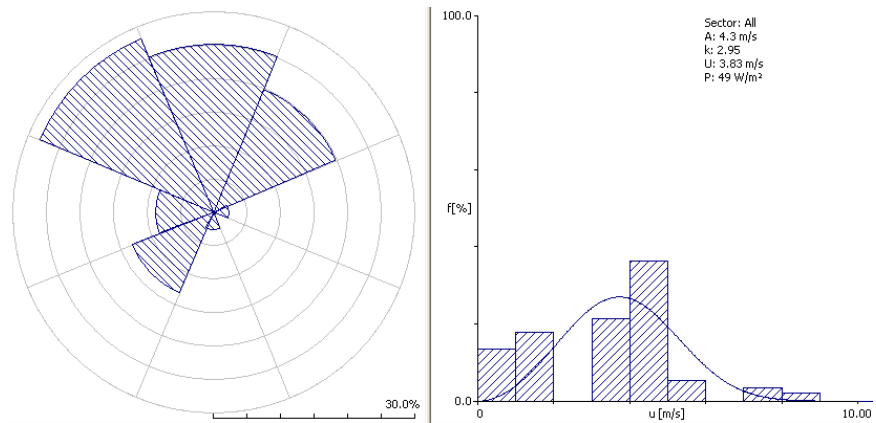 30.0%
100.0
Sector: All
A: 4.3 m/s
k: 2.95
U: 3.83 m/s
P: 49 W/m²
f[%]
0.0
0
u [m/s]
10.00